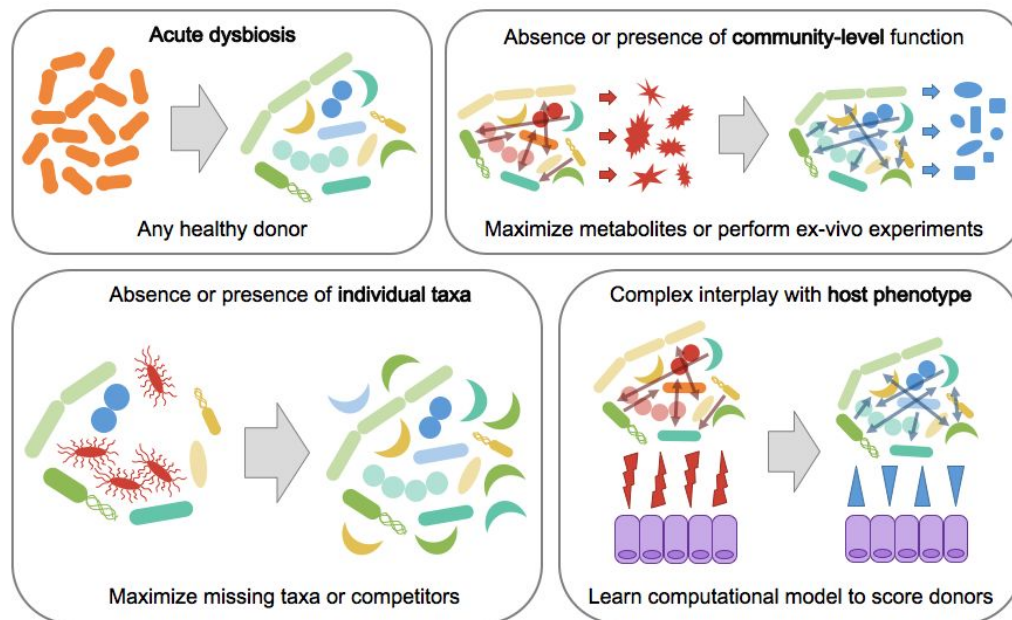 Acute dysbiosis
Any healthy donor
Absence or presence of community-level function
Maximize metabolites or perform ex-vivo experiments
Absence or presence of individual taxa
Maximize missing taxa or competitors
Complex interplay with host phenotype
Learn computational model to score donors